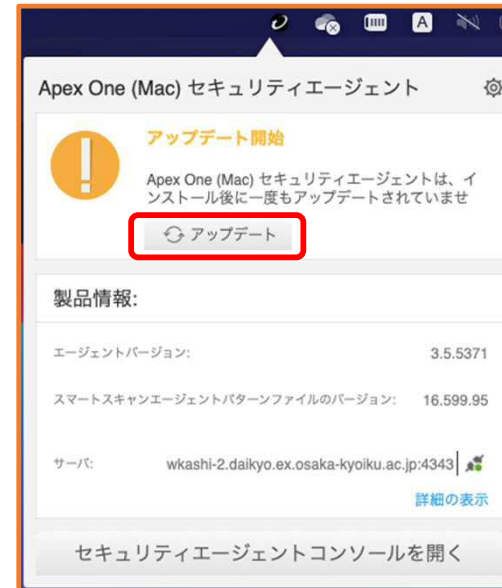 A
Apex One (Mac) セキュリティエージェント
アップデート開始
Apex One (Mac) セキュリティエージェントは、イ
ンストール後に一度もアップデートされていませ
アップデート
製品情報:
エージェントバージョン: 3.5.5371
スマートスキャンエージェントパターンファイルのバージョン: 16.599.95
サーバ: wkashi-2.daikyo.ex.osaka-kyoiku.ac.jp:4343
詳細の表示
セキュリティエージェントコンソールを開く